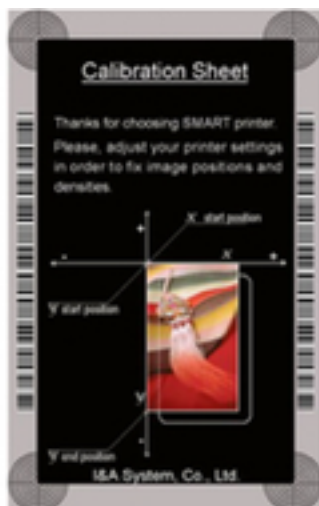 Calibration Sheet
Thanks for choosing SMART printer.
Please, adjust your printer settings
in order to fix image positions and
densities.
X start position
+
- X +
Y start position
Y
-
Y end position
I&A System, Co., Ltd.